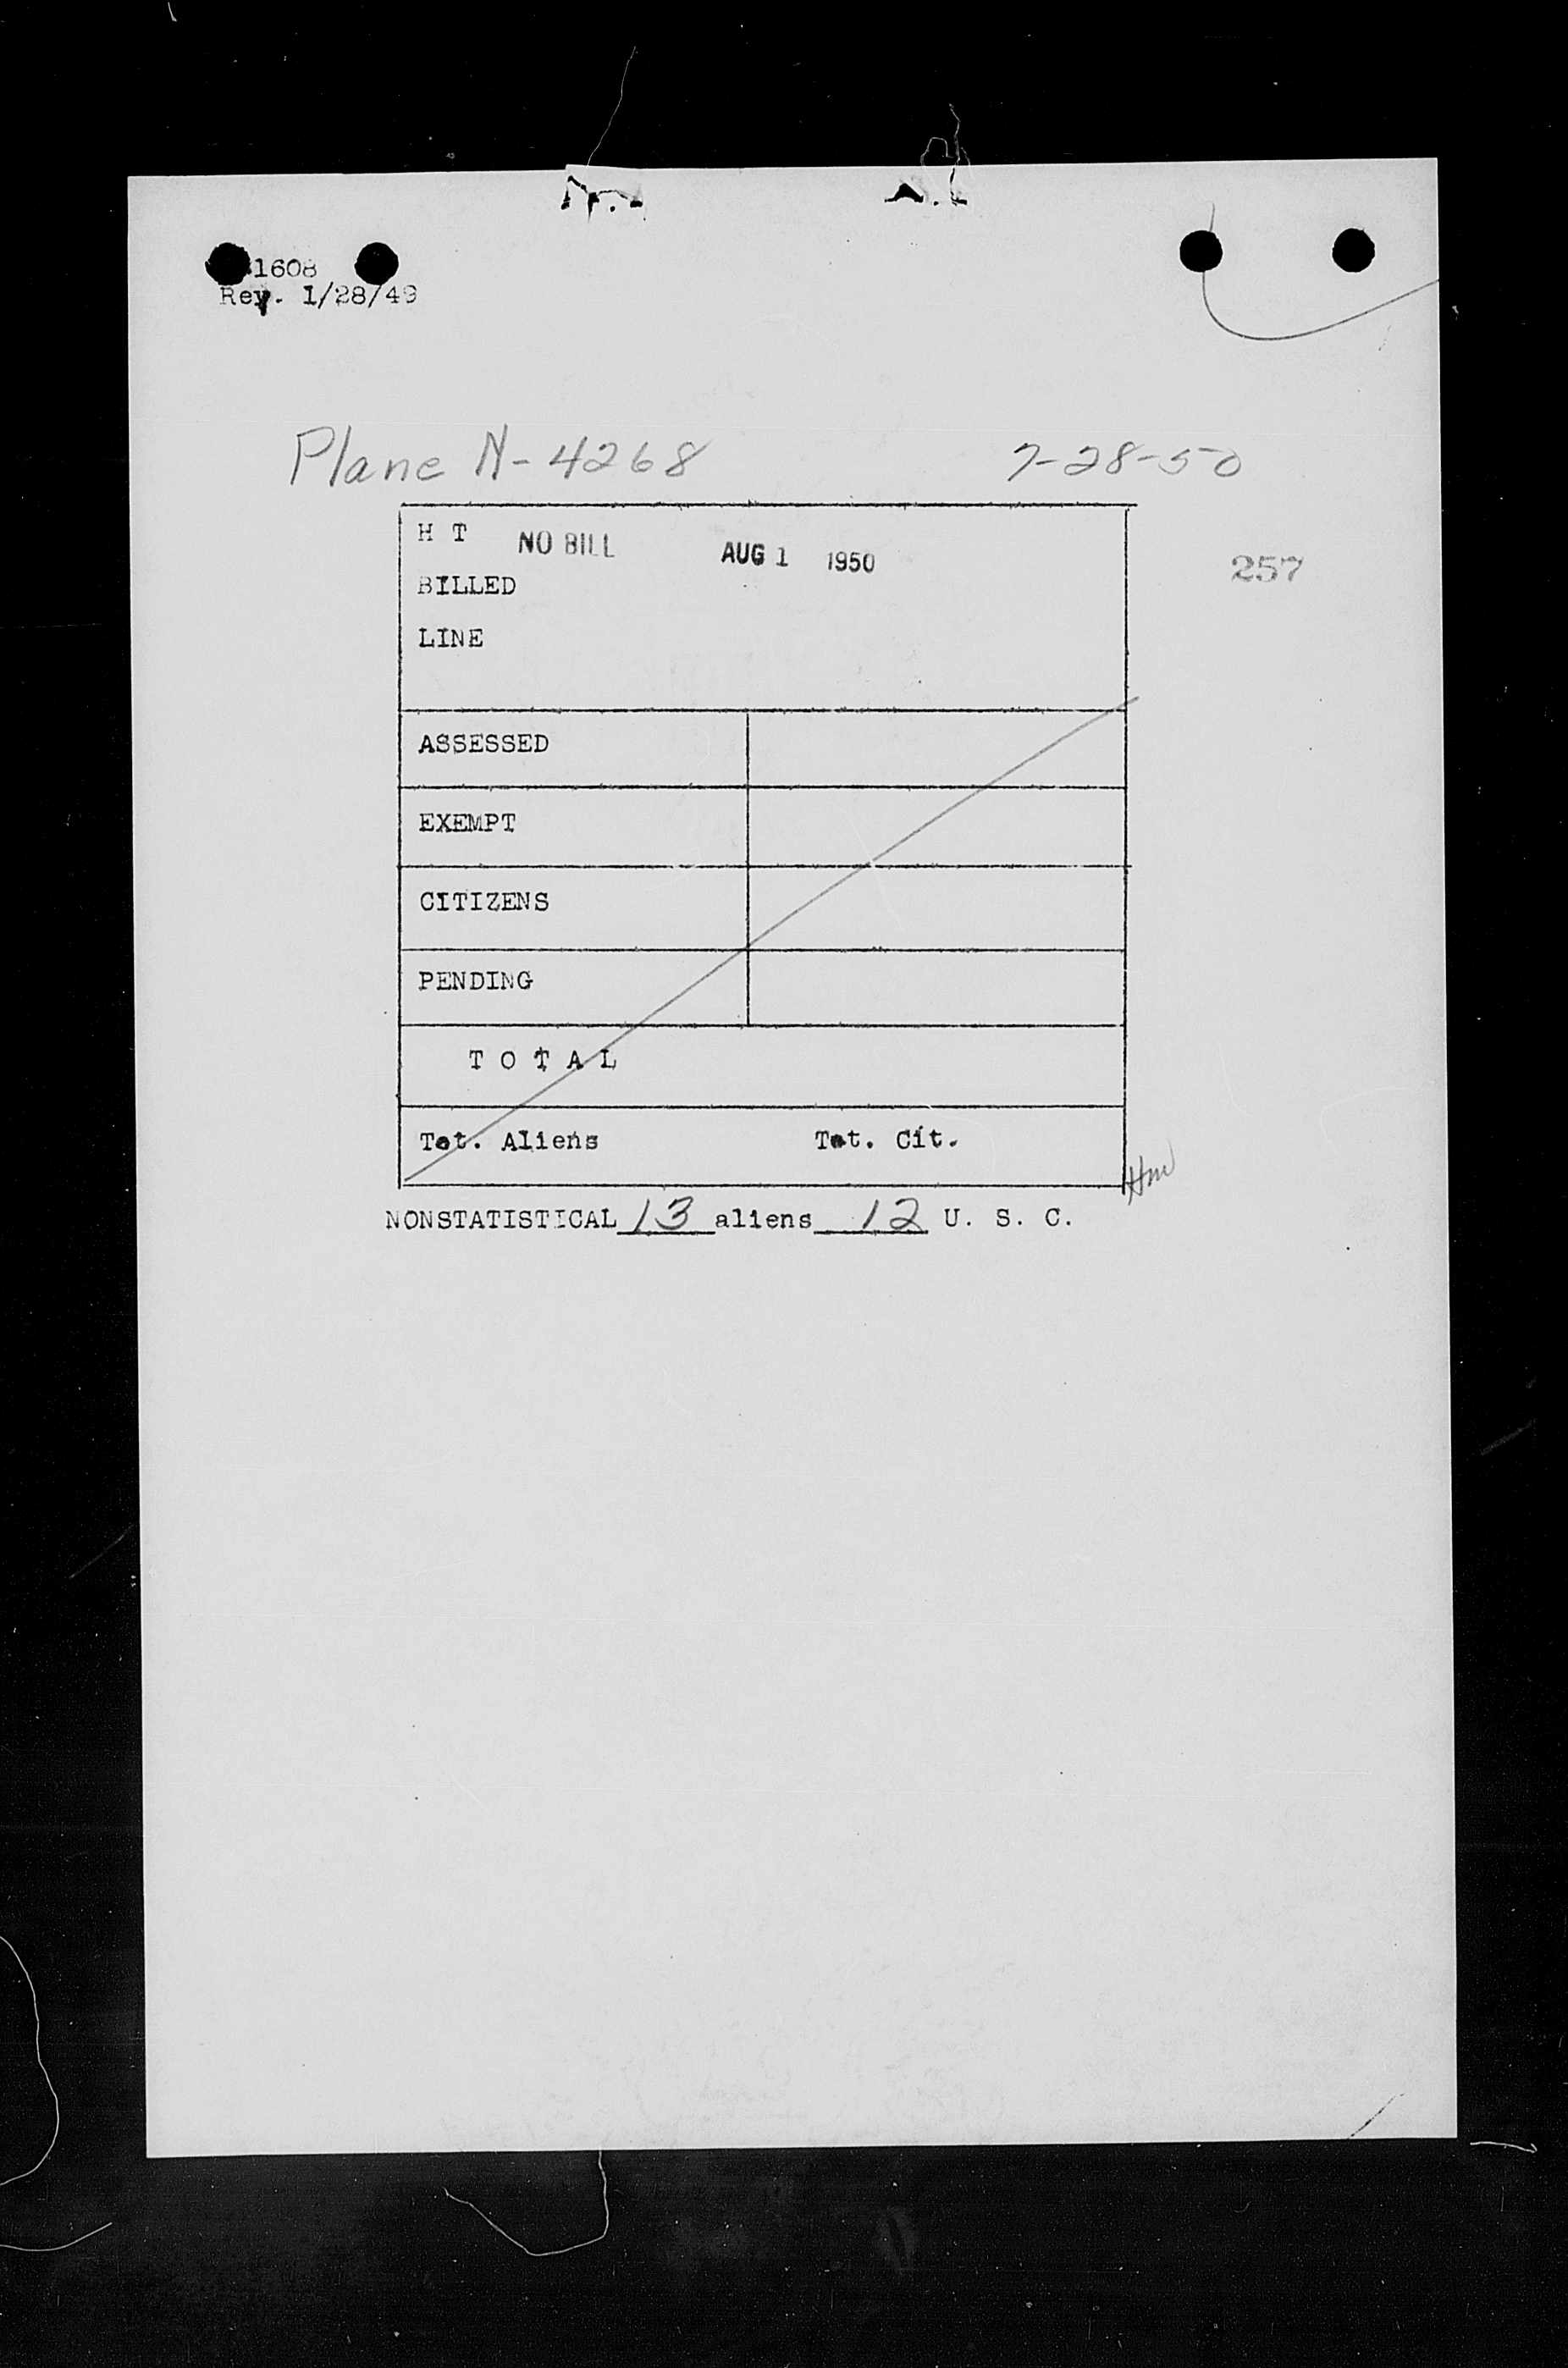 1608
Rev. 1/28/49
Plane N-4268 7-28-50
H T NO BILL AUG 1 1950
257
BILLED
LINE
ASSESSED
EXEMPT
CITIZENS
PENDING
T O T A L
Tot. Aliens Tot. Cit.
Hm
NONSTATISTICAL 13 aliens 12 U. S. C.